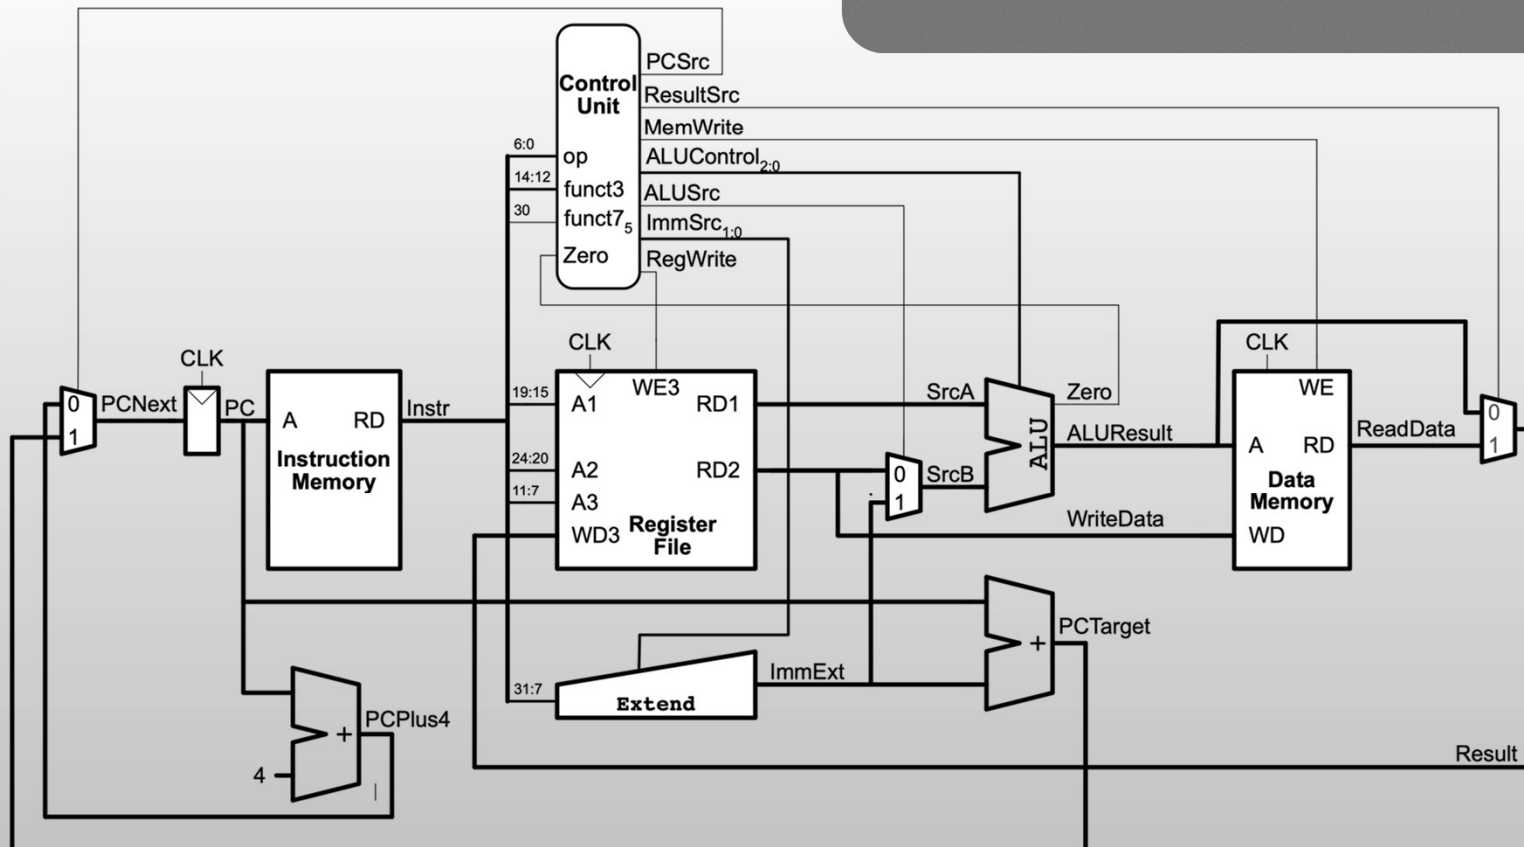 PCSrc
Control
Unit
ResultSrc
MemWrite
6:0
op
ALUControl2:0
14:12
funct3
ALUSrc
30
funct75
ImmSrc1:0
Zero
RegWrite
CLK
CLK
CLK
0
1
PCNext
PC
A
RD
Instruction
Memory
Instr
19:15
A1
WE3
RD1
24:20
A2
RD2
11:7
A3
WD3
Register
File
SrcA
0
1
SrcB
ALU
Zero
ALUResult
WriteData
WE
A
RD
Data
Memory
WD
ReadData
0
1
+
PCTarget
31:7
Extend
ImmExt
+
PCPlus4
4
Result